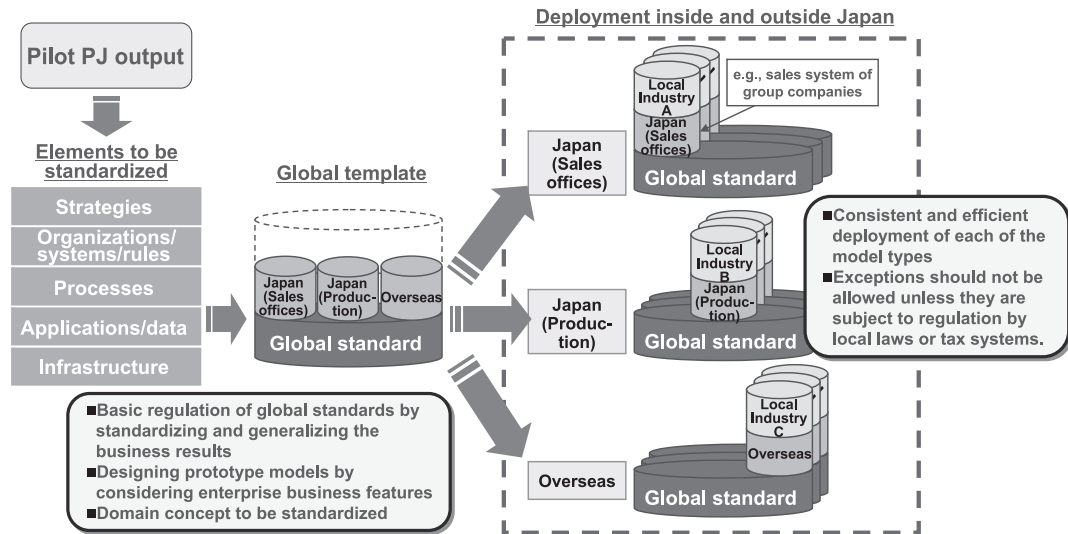 Pilot PJ output
Elements to be
standardized
Strategies
Organizations/
systems/rules
Processes
Applications/data
Infrastructure
Global template
Japan
(Sales
offices)
Japan
(Produc-
tion)
Overseas
Global standard
■Basic regulation of global standards by
standardizing and generalizing the
business results
■Designing prototype models by
considering enterprise business features
■Domain concept to be standardized
Deployment inside and outside Japan
Japan
(Sales
offices)
Local
Industry
A
Japan
(Sales
offices)
e.g., sales system of
group companies
Global standard
Japan
(Produc-
tion)
Local
Industry
B
Japan
(Produc-
tion)
Global standard
Overseas
Local
Industry
C
Overseas
Global standard
■Consistent and efficient
deployment of each of the
model types
■Exceptions should not be
allowed unless they are
subject to regulation by
local laws or tax systems.